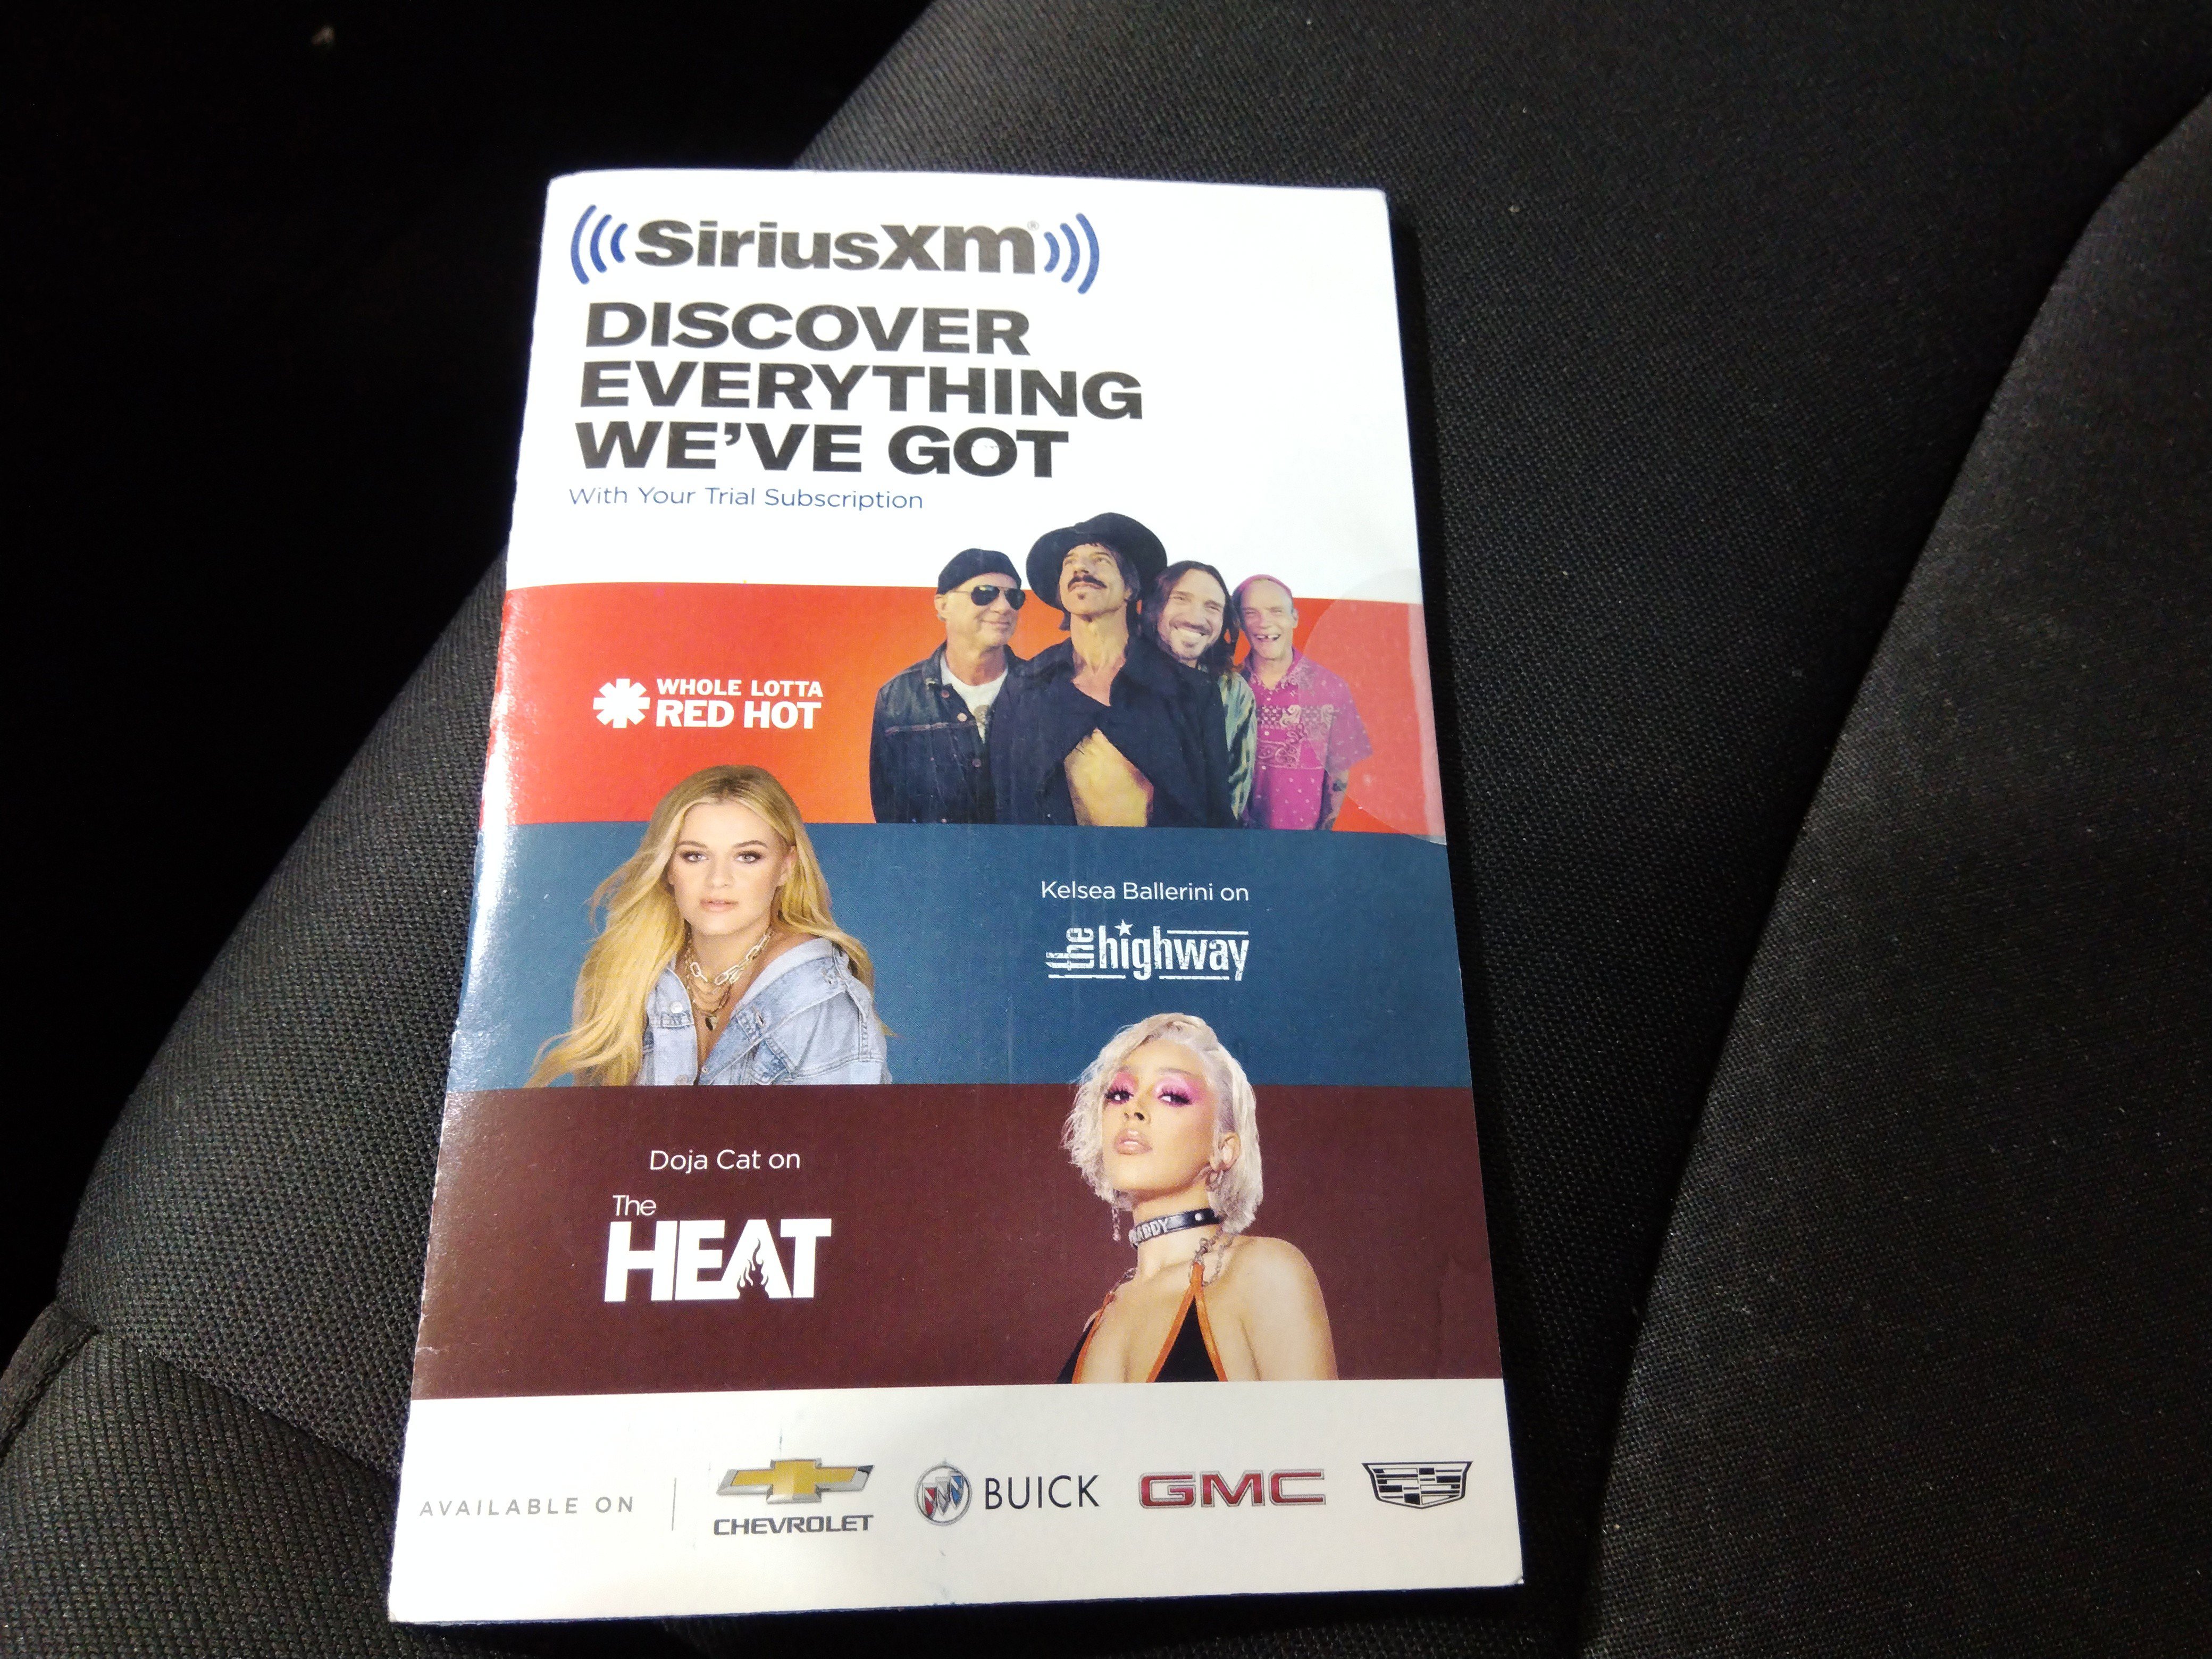 SiriusXM®
DISCOVER
EVERYTHING
WE'VE GOT
With Your Trial Subscription
WHOLE LOTTA
RED HOT
Kelsea Ballerini on
the highway
Doja Cat on
The
HEAT
AVAILABLE ON
CHEVROLET
BUICK
GMC